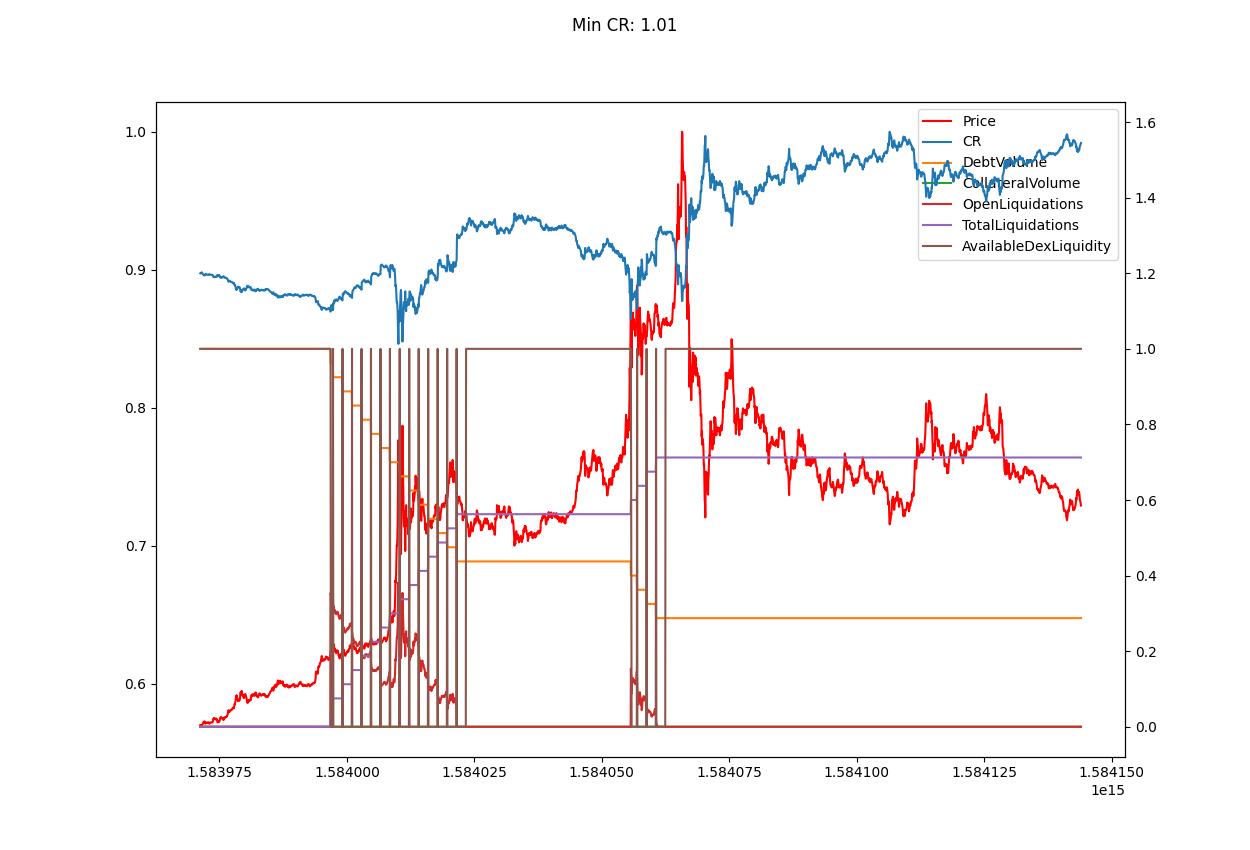 Min CR: 1.01
1.0
0.9
0.8
0.7
0.6
1.6
1.4
1.2
1.0
0.8
0.6
0.4
0.2
0.0
Price
CR
DebtVolume
CollateralVolume
OpenLiquidations
TotalLiquidations
AvailableDexLiquidity
1.583975 1.584000 1.584025 1.584050 1.584075 1.584100 1.584125 1.584150
1e15